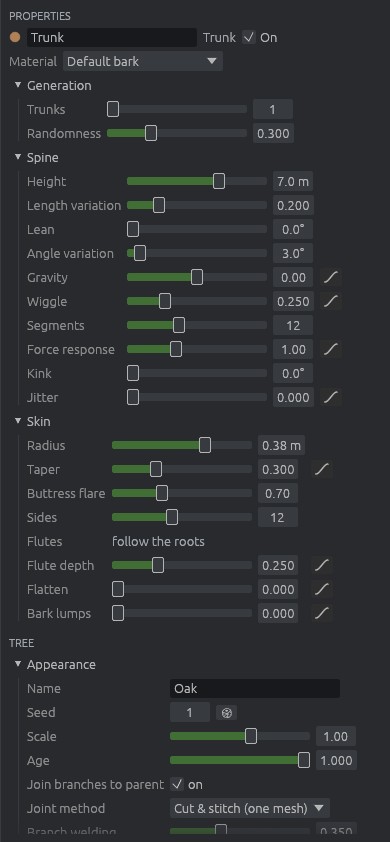 PROPERTIES
Trunk Trunk On
Material Default bark
Generation
Trunks 1
Randomness 0.300
Spine
Height 7.0 m
Length variation 0.200
Lean 0.0°
Angle variation 3.0°
Gravity 0.00
Wiggle 0.250
Segments 12
Force response 1.00
Kink 0.0°
Jitter 0.000
Skin
Radius 0.38 m
Taper 0.300
Buttress flare 0.70
Sides 12
Flutes follow the roots
Flute depth 0.250
Flatten 0.000
Bark lumps 0.000
TREE
Appearance
Name Oak
Seed 1
Scale 1.00
Age 1.000
Join branches to parent on
Joint method Cut & stitch (one mesh)
Branch welding 0.350